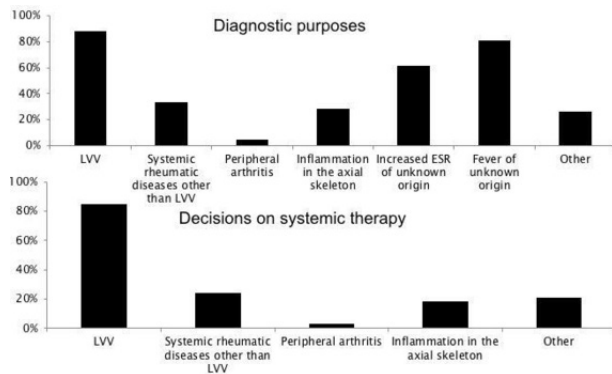 Diagnostic purposes
100%
80%
60%
40%
20%
0%
LVV
Systemic rheumatic
diseases other
than LVV
Peripheral
arthritis
Inflammation
in the axial
skeleton
Increased ESR
of unknown
origin
Fever of
unknown
origin
Other
Decisions on systemic therapy
100%
80%
60%
40%
20%
0%
LVV
Systemic rheumatic
diseases other than
LVV
Peripheral arthritis
Inflammation in the
axial skeleton
Other